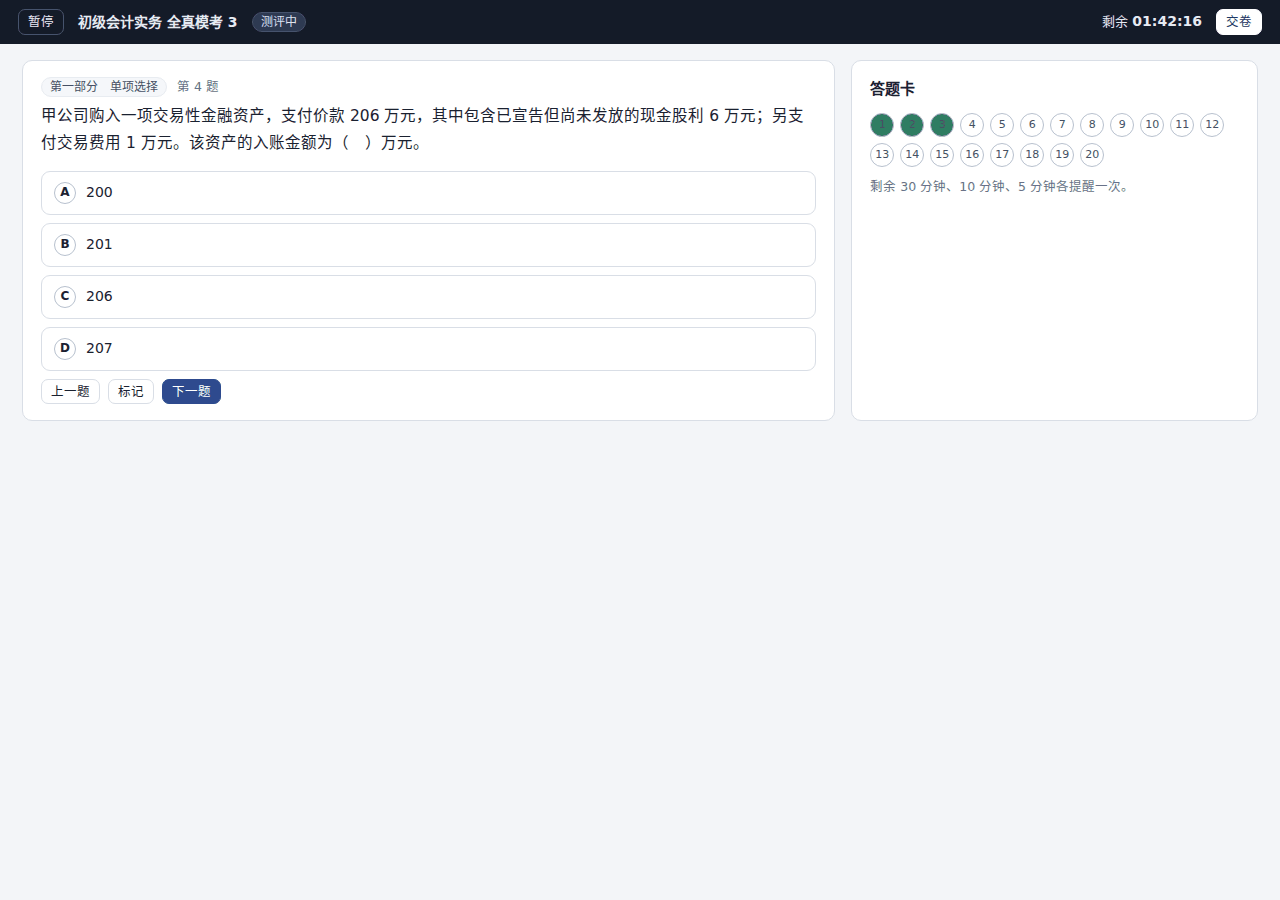 暂停 初级会计实务 全真模考 3 测评中 剩余 01:42:16 交卷
第一部分 单项选择 第 4 题
甲公司购入一项交易性金融资产，支付价款 206 万元，其中包含已宣告但尚未发放的现金股利 6 万元；另支
付交易费用 1 万元。该资产的入账金额为（　）万元。
A 200
B 201
C 206
D 207
上一题 标记 下一题
答题卡
1 2 3 4 5 6 7 8 9 10 11 12
13 14 15 16 17 18 19 20
剩余 30 分钟、10 分钟、5 分钟各提醒一次。